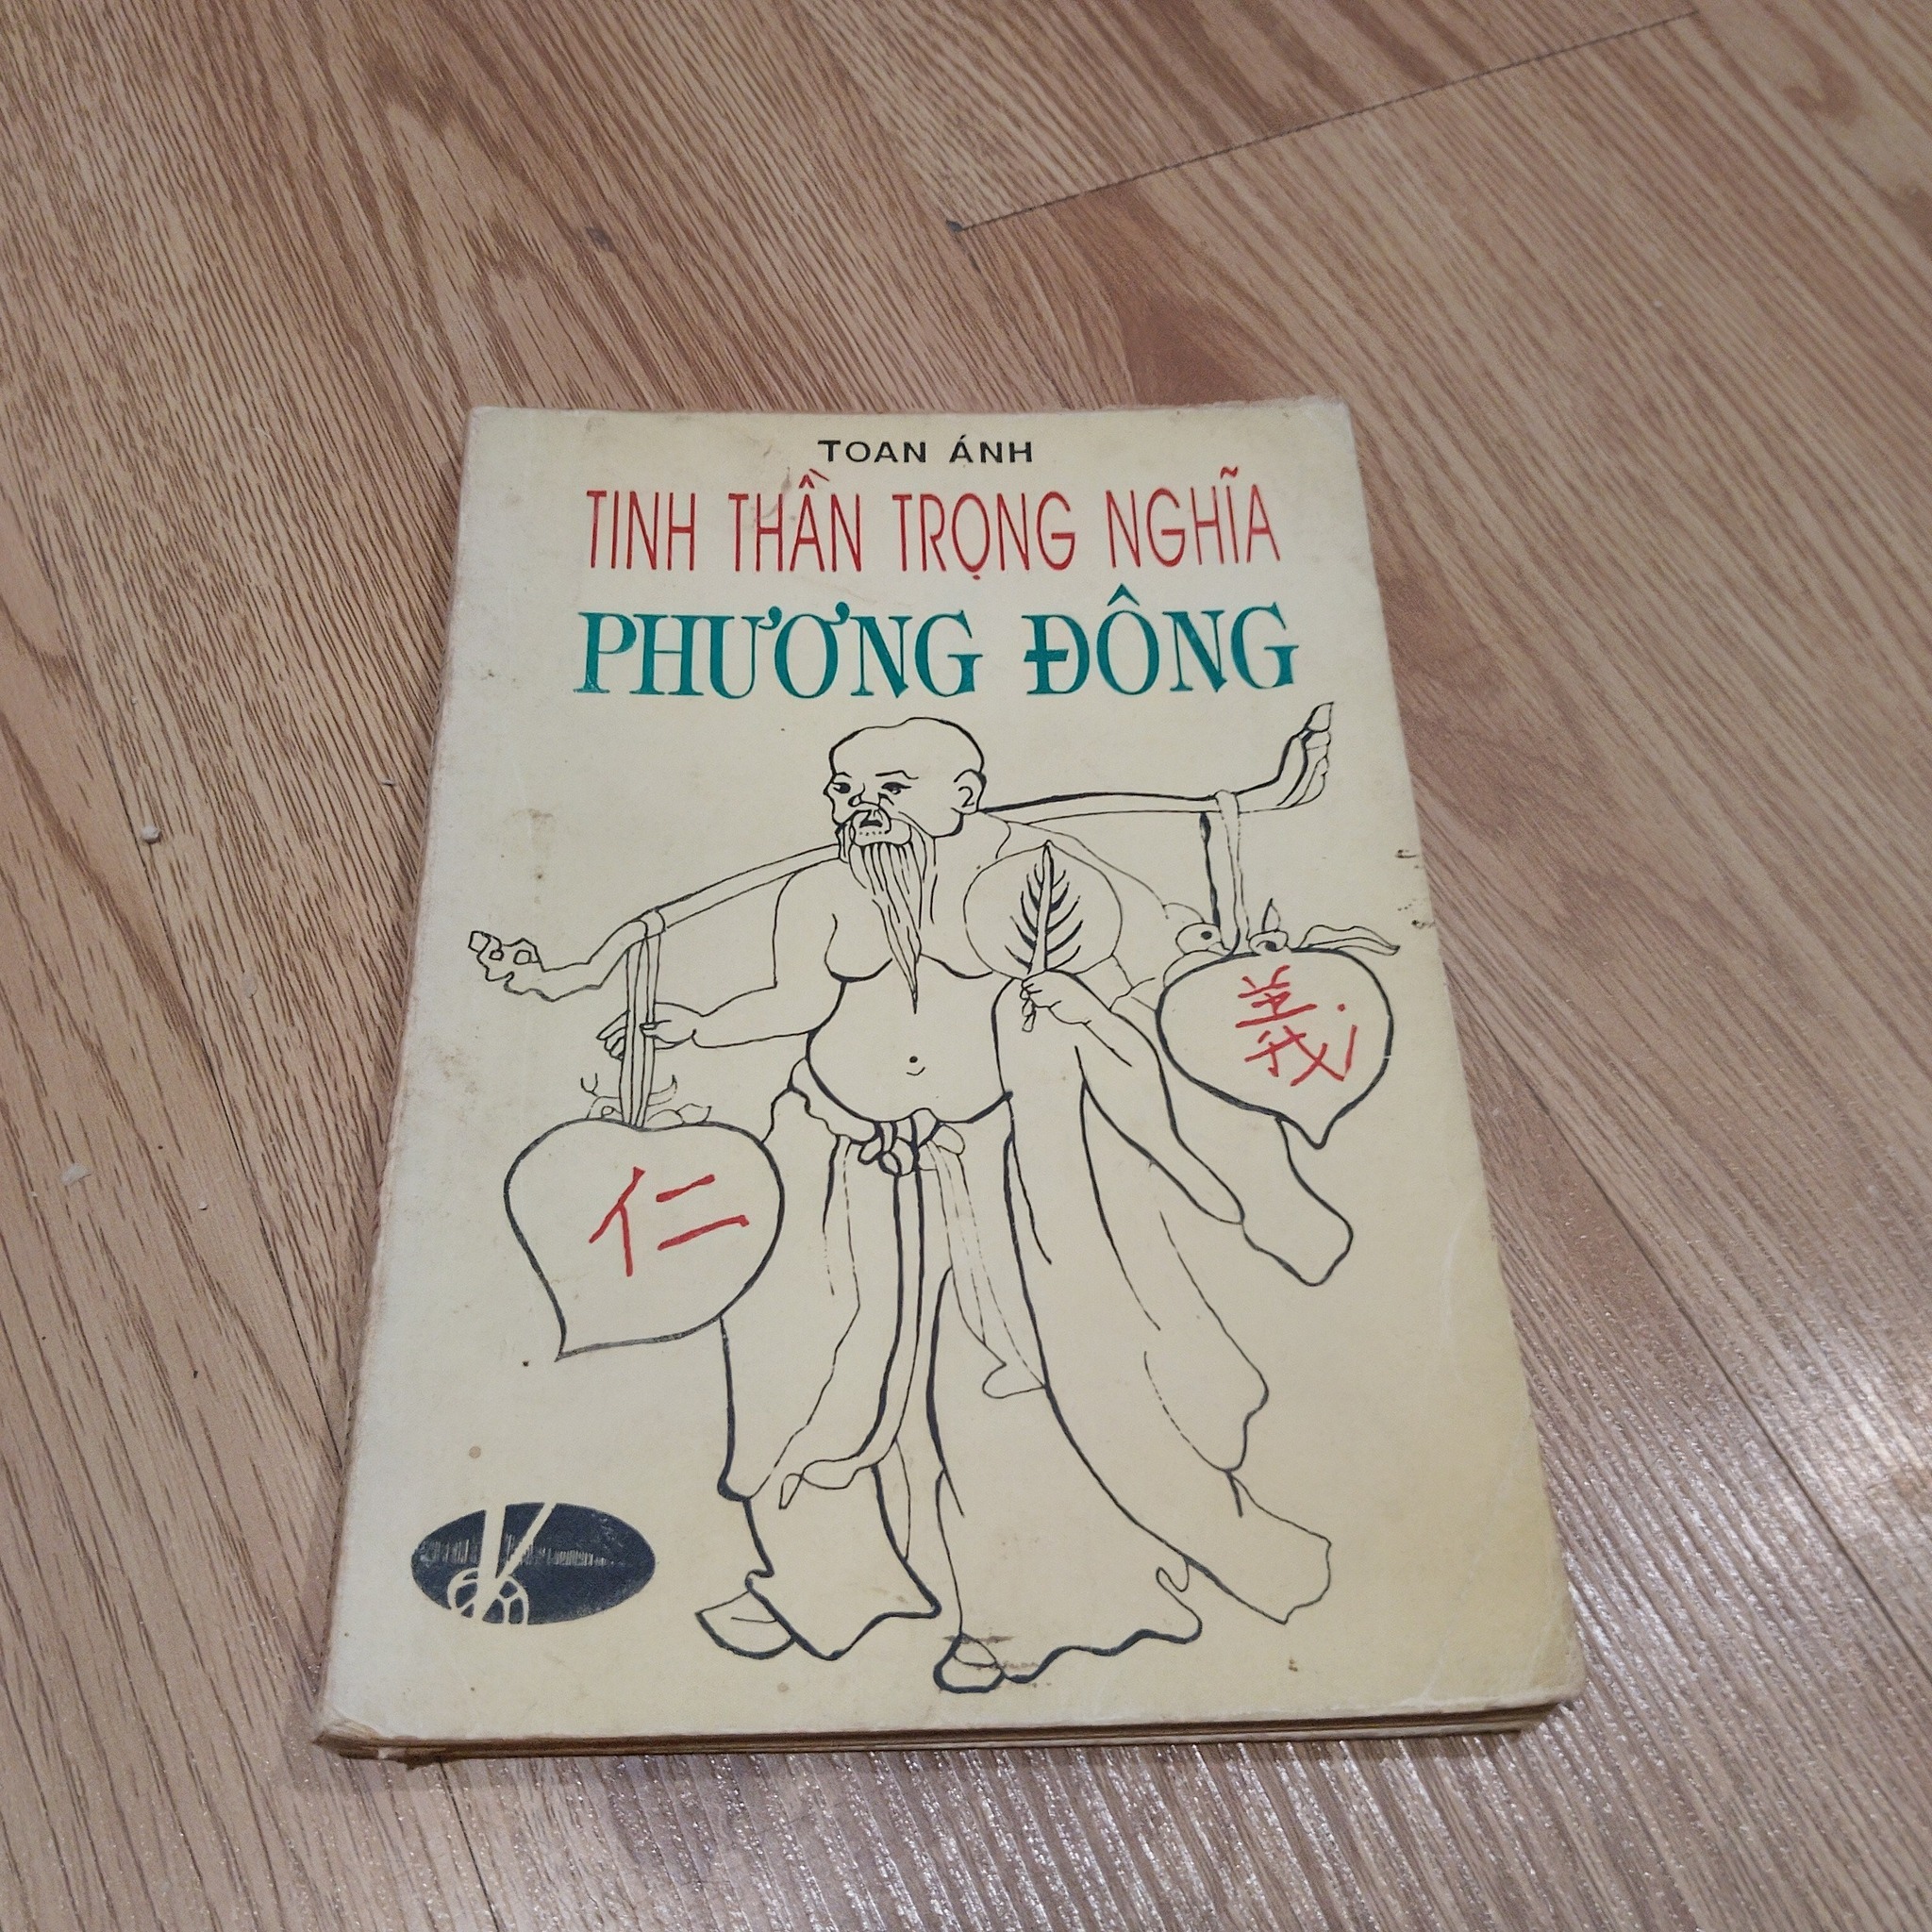 TOAN ÁNH
TINH THẦN TRỌNG NGHĨA
PHƯƠNG ĐÔNG
義
仁